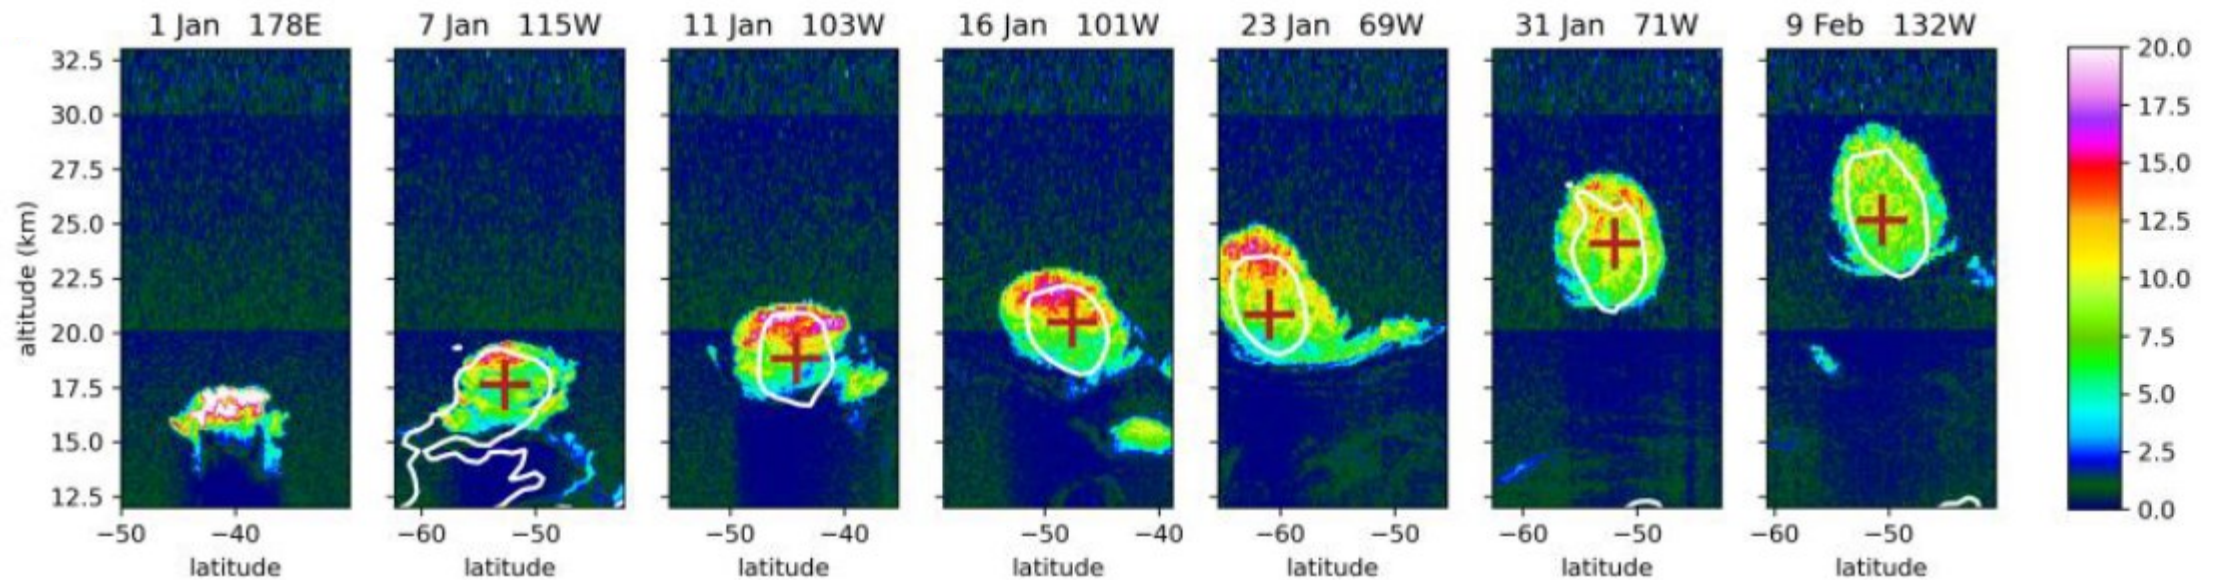 1 Jan 178E
7 Jan 115W
11 Jan 103W
16 Jan 101W
23 Jan 69W
31 Jan 71W
9 Feb 132W
altitude (km)
32.5
30.0
27.5
25.0
22.5
20.0
17.5
15.0
12.5
−50 −40
−60 −50
−50 −40
−50 −40
−60 −50
−60 −50
−60 −50
latitude
latitude
latitude
latitude
latitude
latitude
latitude
20.0
17.5
15.0
12.5
10.0
7.5
5.0
2.5
0.0